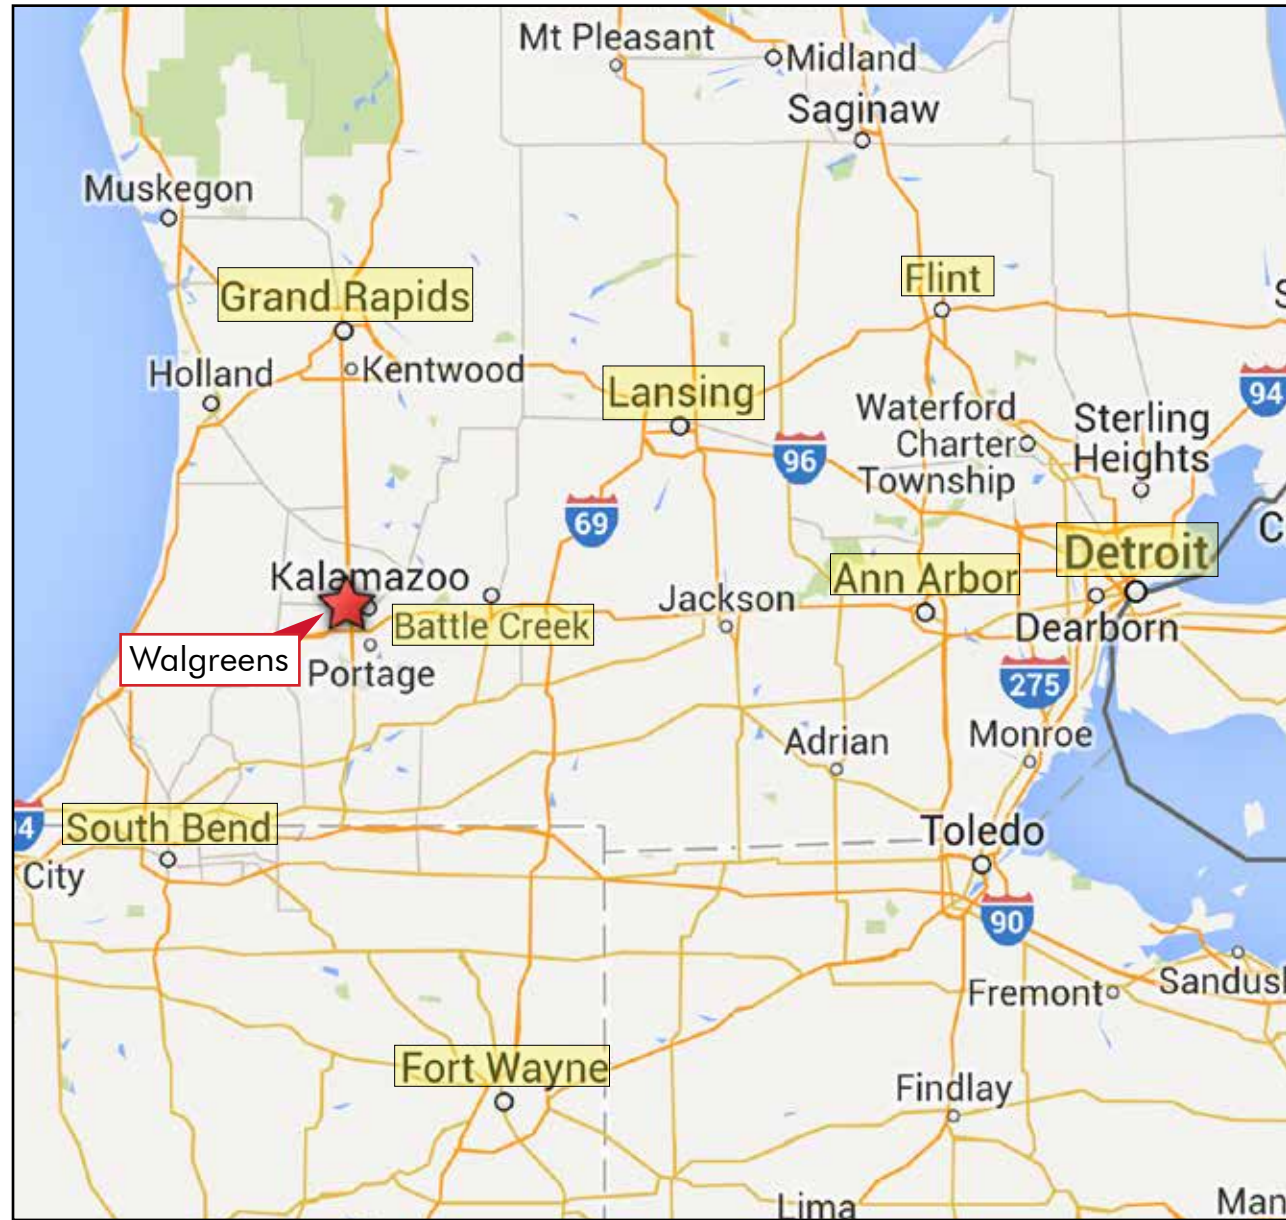 Mt Pleasant
Midland
Saginaw
Muskegon
Grand Rapids
Flint
Holland
Kentwood
Lansing
94
Waterford
Charter
Township
Sterling
Heights
96
69
Detroit
C
Kalamazoo
Ann Arbor
Jackson
Battle Creek
Dearborn
Walgreens
Portage
275
Adrian
Monroe
South Bend
Toledo
City
90
Fremont
Sandus
Fort Wayne
Findlay
Lima
Man